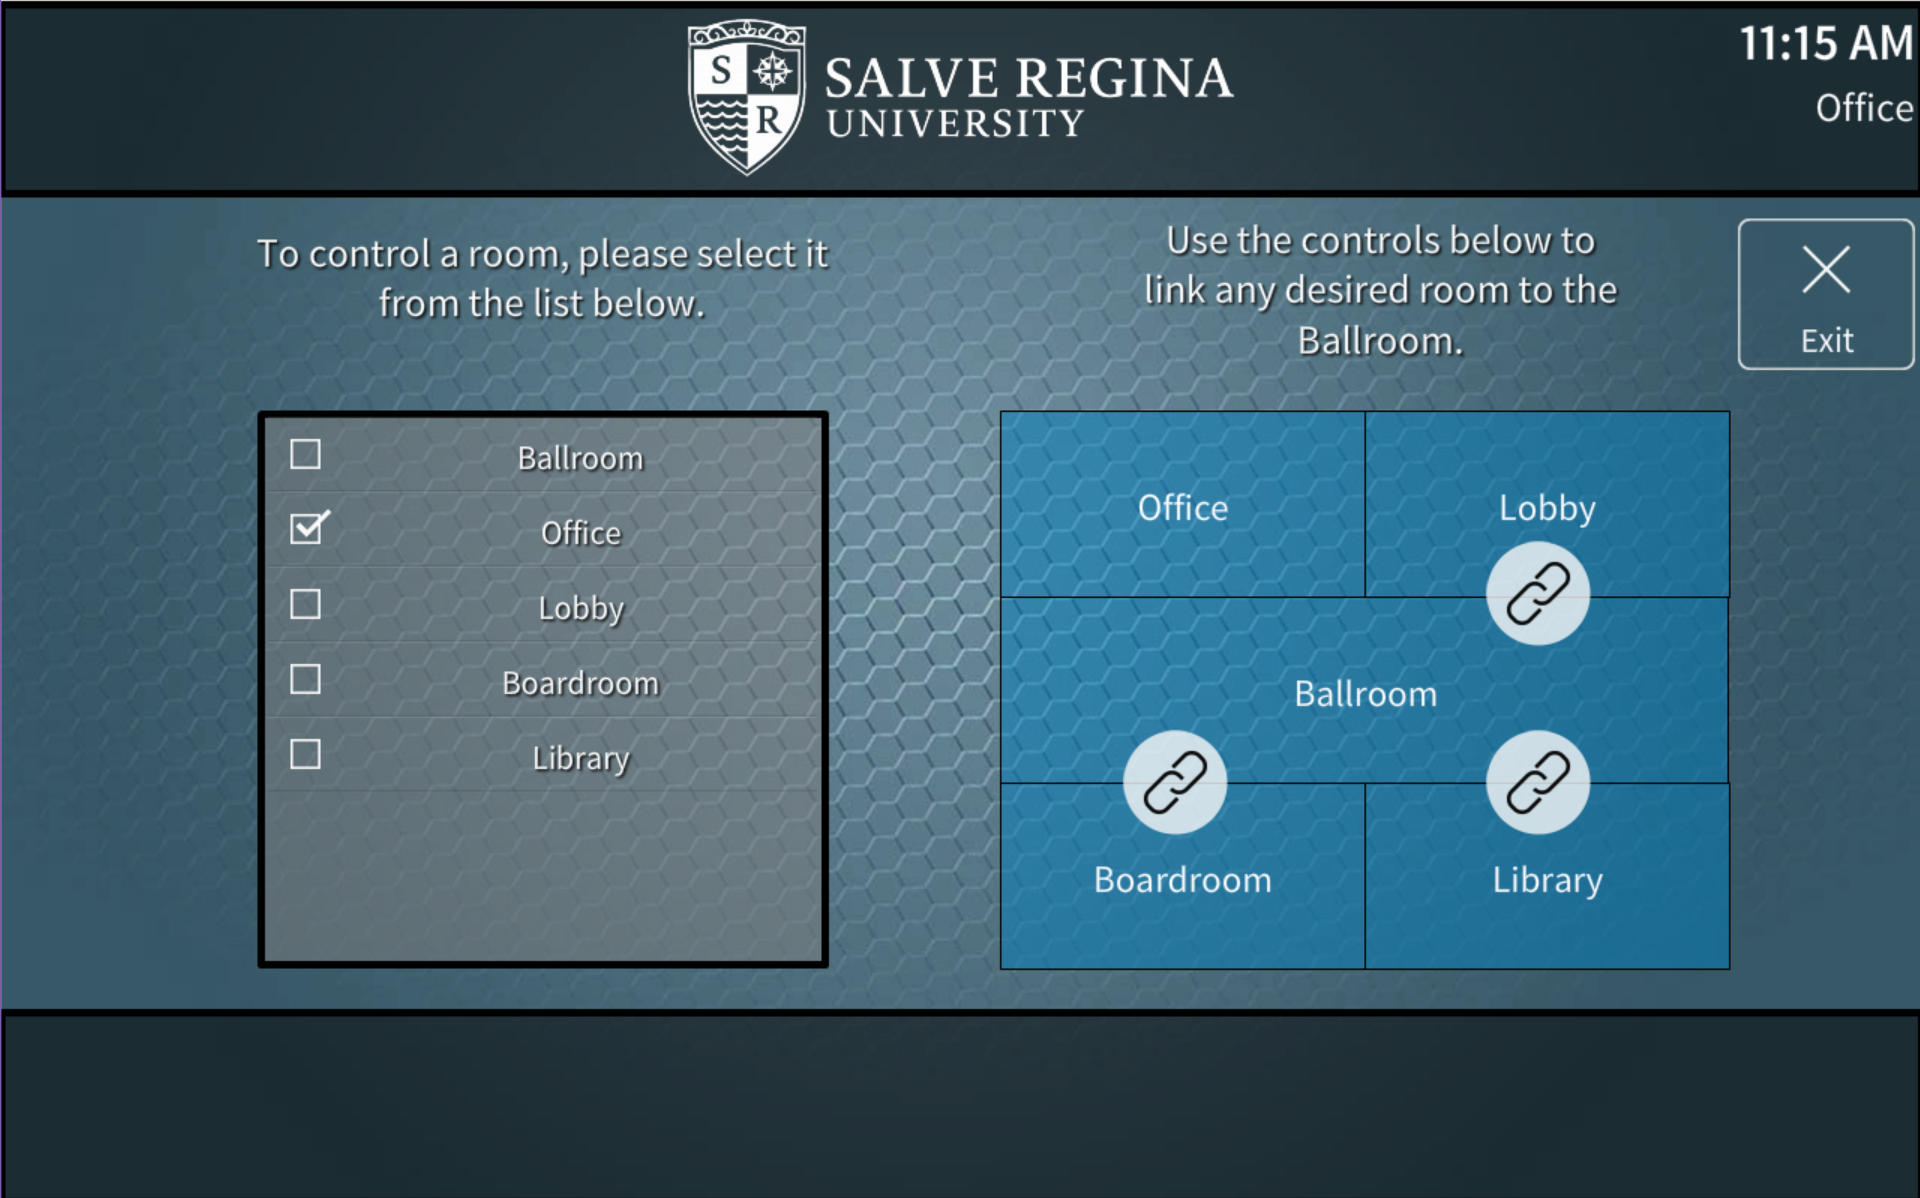 S
R
SALVE REGINA
UNIVERSITY
11:15 AM
Office
To control a room, please select it
from the list below.
Use the controls below to
link any desired room to the
Ballroom.
Exit
Ballroom
Office
Lobby
Boardroom
Library
Office
Lobby
Ballroom
Boardroom
Library